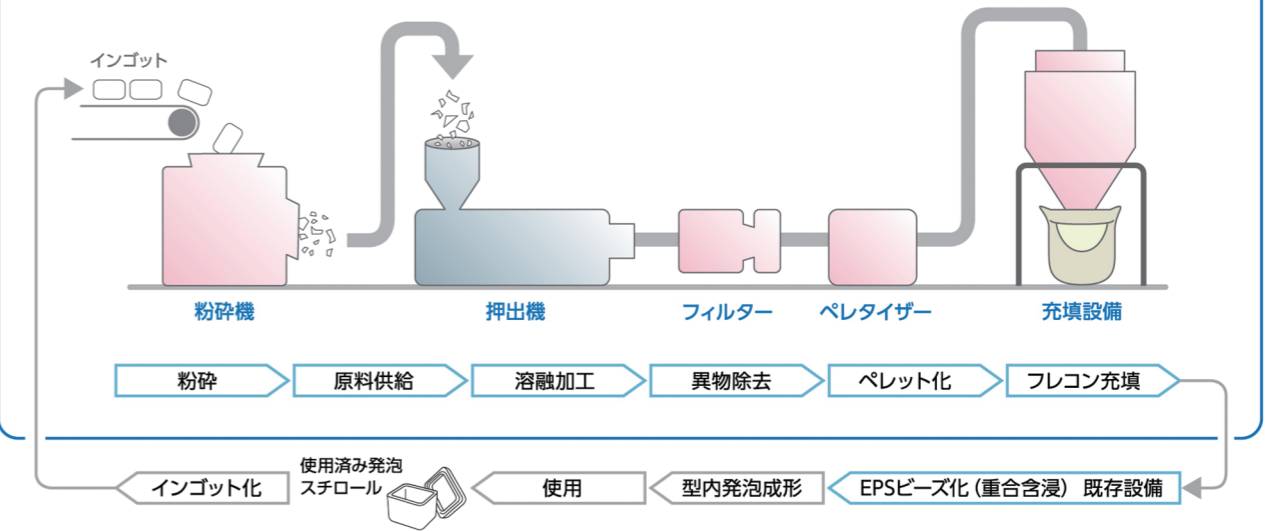 インゴット
粉砕機
押出機
フィルター
ペレタイザー
充填設備
粉砕
原料供給
溶融加工
異物除去
ペレット化
フレコン充填
インゴット化
使用済み発泡
スチロール
使用
型内発泡成形
EPSビーズ化（重合含浸） 既存設備